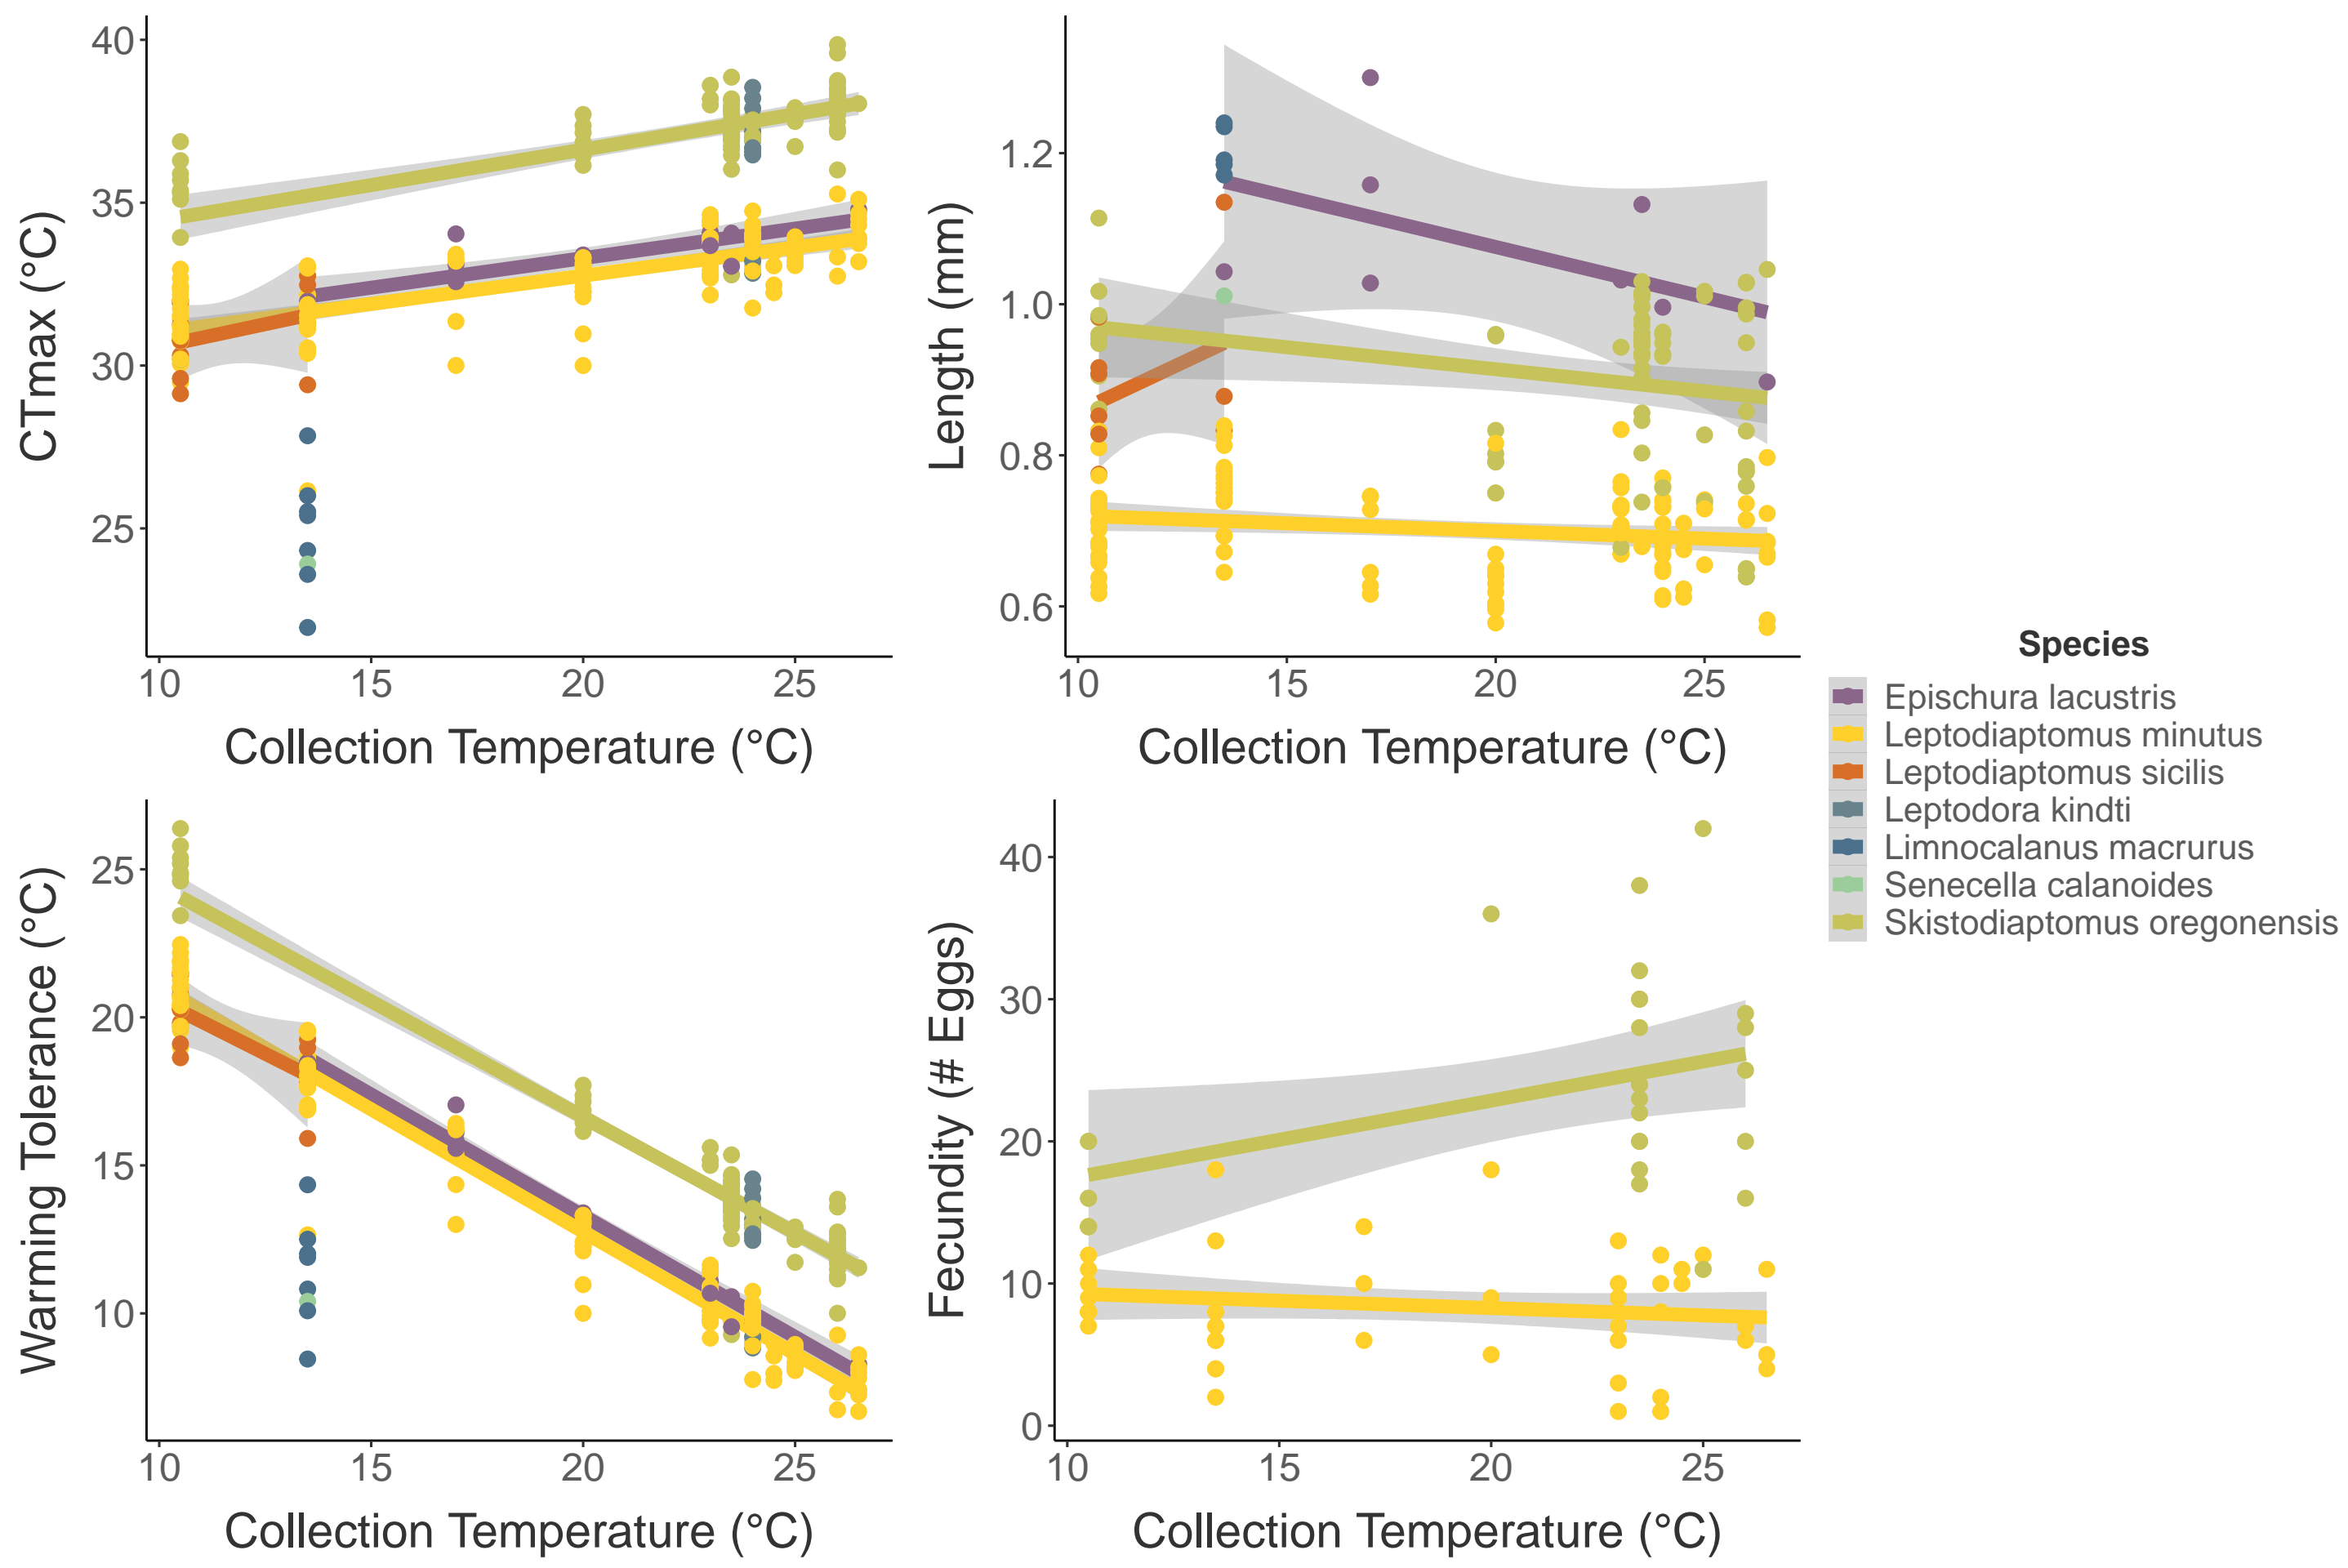 40
35
30
25
CTmax (°C)
10 15 20 25
Collection Temperature (°C)
1.2
1.0
0.8
0.6
Length (mm)
10 15 20 25
Collection Temperature (°C)
25
20
15
10
Warming Tolerance (°C)
10 15 20 25
Collection Temperature (°C)
40
30
20
10
0
Fecundity (# Eggs)
10 15 20 25
Collection Temperature (°C)
Species
Epischura lacustris
Leptodiaptomus minutus
Leptodiaptomus sicilis
Leptodora kindti
Limnocalanus macrurus
Senecella calanoides
Skistodiaptomus oregonensis